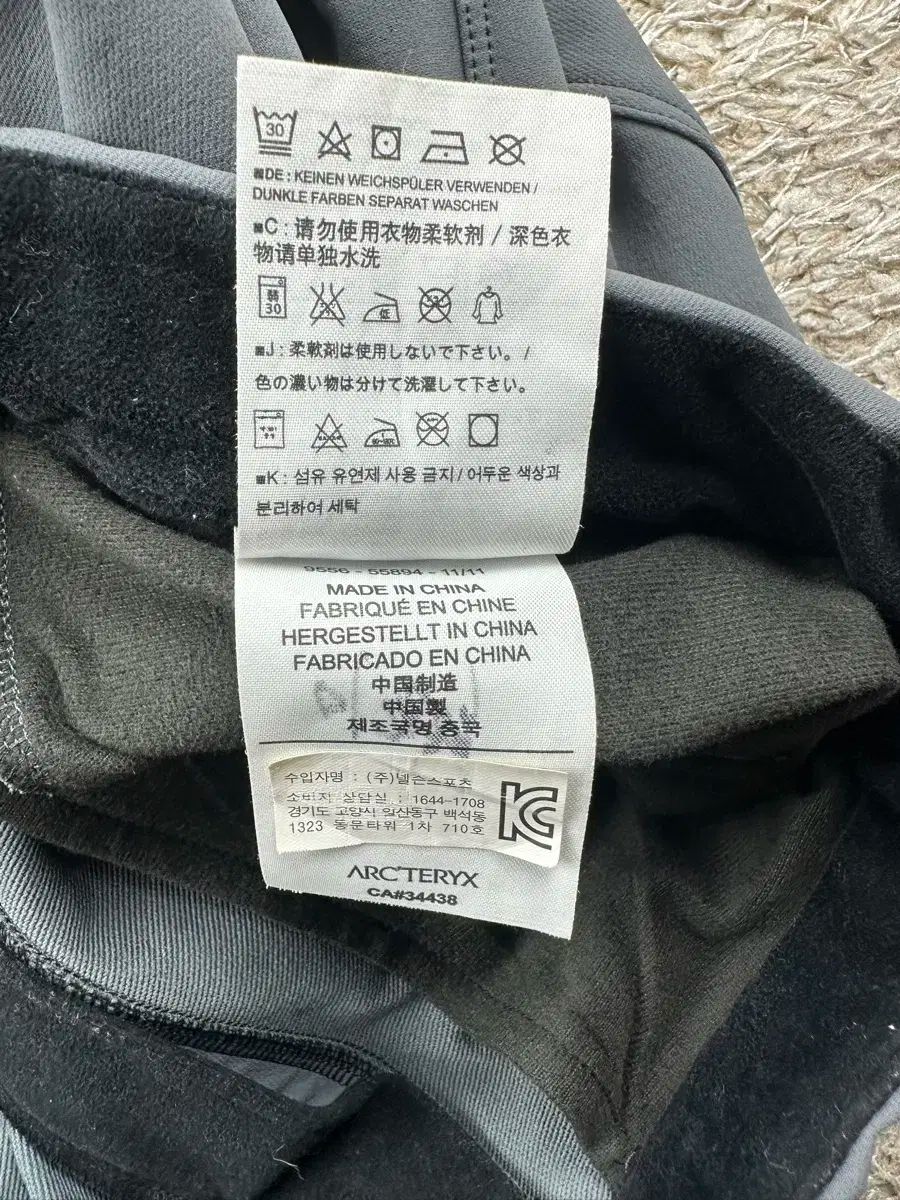 30
■DE : KEINEN WEICHSPÜLER VERWENDEN /
DUNKLE FARBEN SEPARAT WASCHEN
■C : 请勿使用衣物柔软剂 / 深色衣
物请单独水洗
弱
30
低
■J : 柔軟剤は使用しないで下さい。 /
色の濃い物は分けて洗濯して下さい。
■K : 섬유 유연제 사용 금지 / 어두운 색상과
분리하여 세탁
9556 - 55894 - 11/11
MADE IN CHINA
FABRIQUÉ EN CHINE
HERGESTELLT IN CHINA
FABRICADO EN CHINA
中国制造
中国製
제조국명 중국
수입자명 : (주)넬슨스포츠
소비자 상담실 : 1644-1708
경기도 고양시 일산동구 백석동
1323 동문타워 1차 710호
KC
ARC'TERYX
CA#34438